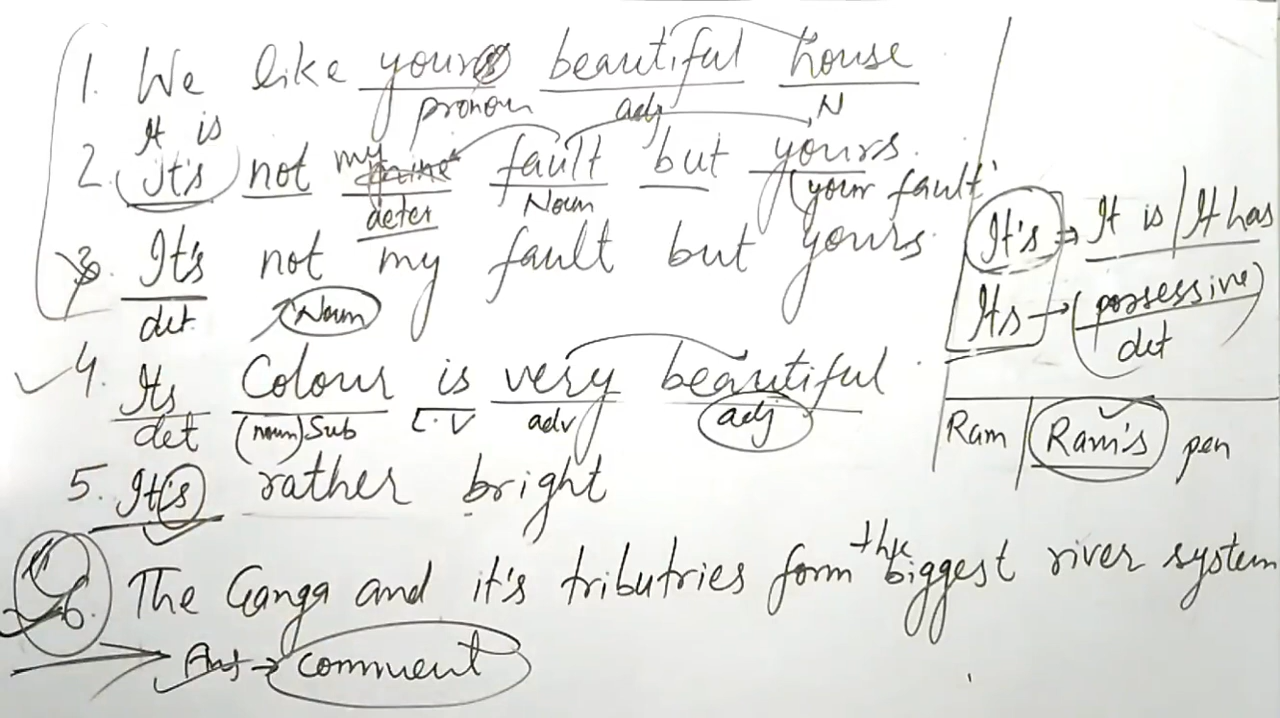 1. We like yours beautiful house
pronoun adj N
It is
2. It's not my fault but yours.
deter Noun (your fault)
3. It's not my fault but yours.
det. Noun
4. Its Colour is very beautiful.
det (noun) Sub L.V adv adj
5. It's rather bright
6. The Ganga and it's tributries form the biggest river system
Ans → comment
It's → It is / It has
Its → (possessive)
det
Ram Ram's pen